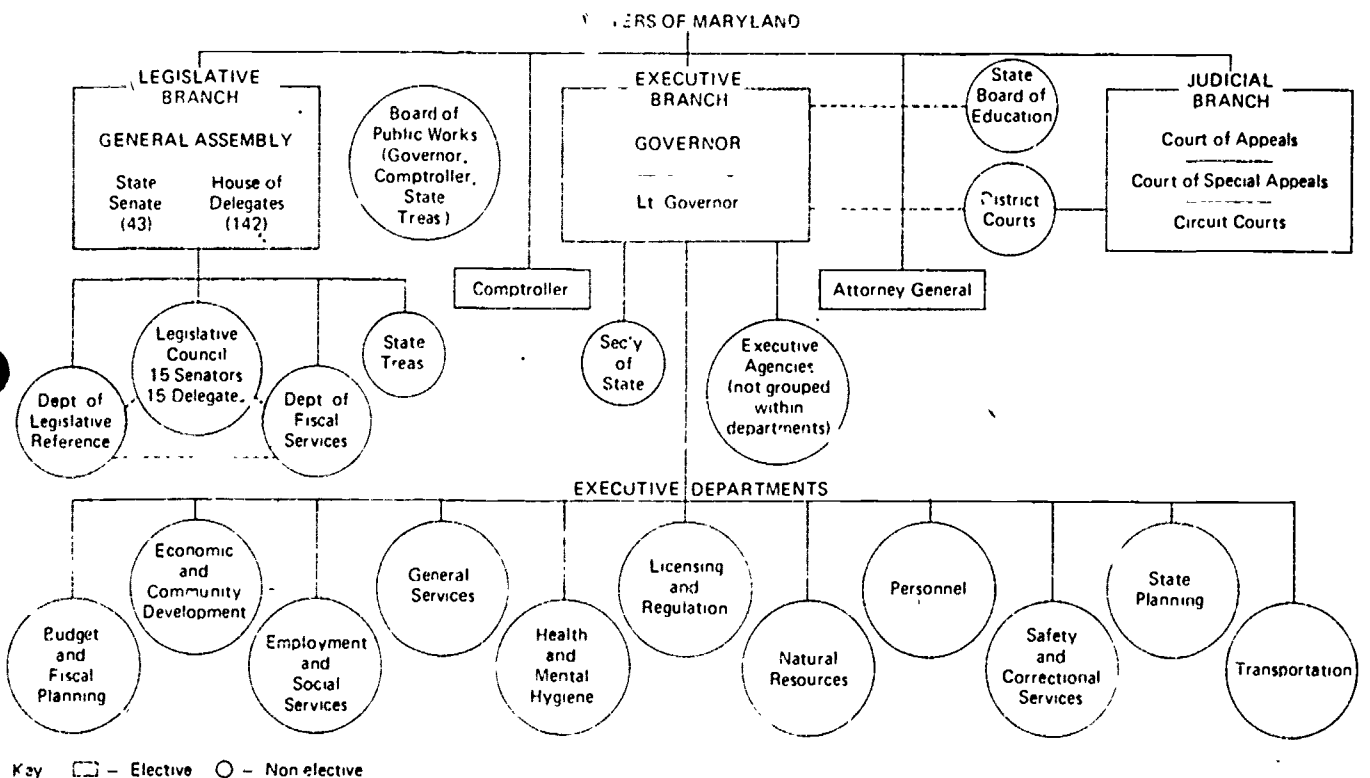 ERS OF MARYLAND
LEGISLATIVE
BRANCH
GENERAL ASSEMBLY
State
Senate
(43)
House of
Delegates
(142)
Board of
Public Works
(Governor,
Comptroller,
State
Treas)
EXECUTIVE
BRANCH
GOVERNOR
Lt Governor
State
Board of
Education
District
Courts
JUDICIAL
BRANCH
Court of Appeals
Court of Special Appeals
Circuit Courts
Comptroller
Attorney General
Dept of
Legislative
Reference
Legislative
Council
15 Senators
15 Delegate
Dept of
Fiscal
Services
State
Treas
Sec'y
of
State
Executive
Agencies
(not grouped
within
departments)
EXECUTIVE DEPARTMENTS
Budget
and
Fiscal
Planning
Economic
and
Community
Development
Employment
and
Social
Services
General
Services
Health
and
Mental
Hygiene
Licensing
and
Regulation
Natural
Resources
Personnel
Safety
and
Correctional
Services
State
Planning
Transportation
Key – Elective – Non elective